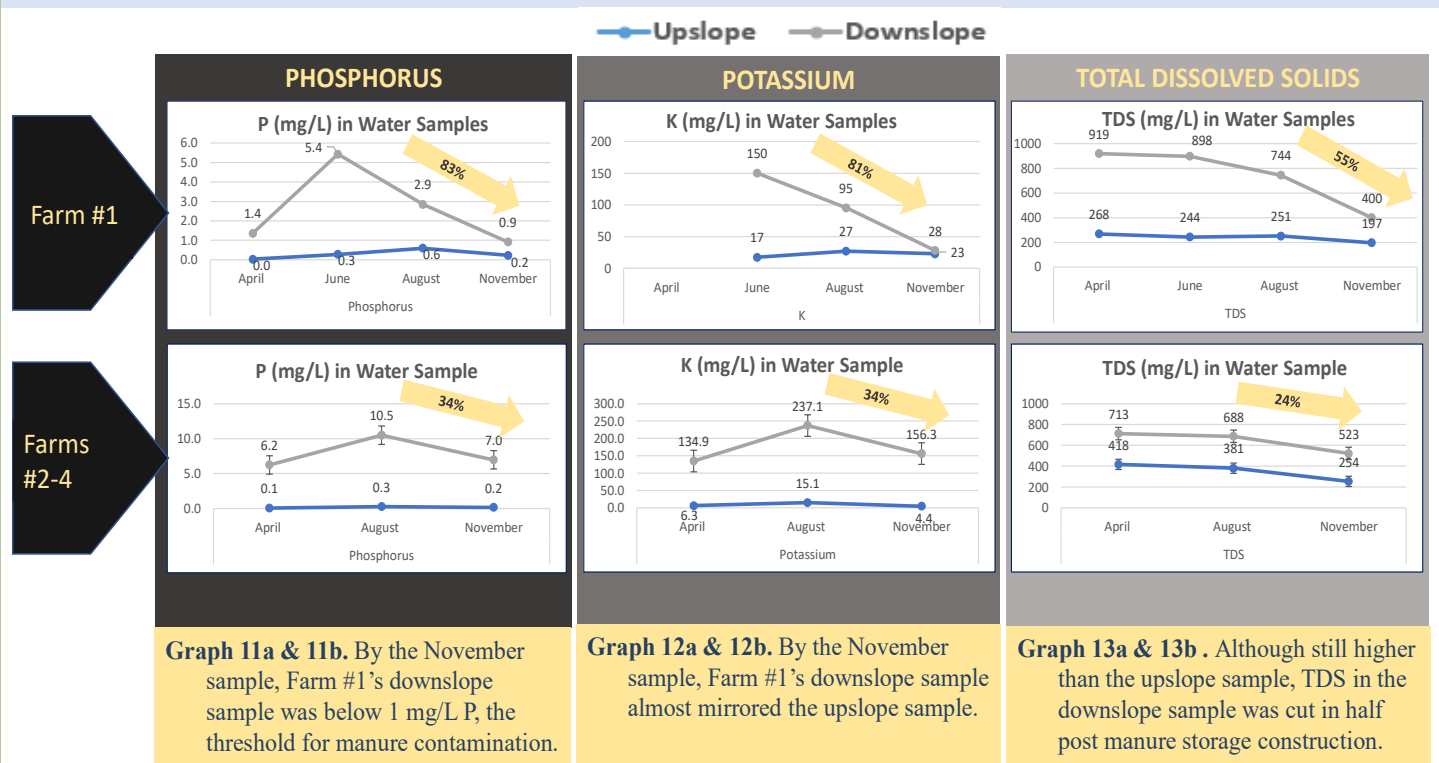 Upslope Downslope
PHOSPHORUS
POTASSIUM
TOTAL DISSOLVED SOLIDS
Farm #1
P (mg/L) in Water Samples
6.0
5.0
4.0
3.0
2.0
1.0
0.0
1.4
5.4
2.9
0.9
0.0
0.3
0.6
0.2
83%
April June August November
Phosphorus
K (mg/L) in Water Samples
200
150
100
50
0
150
95
28
17
27
23
81%
April June August November
K
TDS (mg/L) in Water Samples
1000
800
600
400
200
0
919
898
744
400
268
244
251
197
55%
April June August November
TDS
Farms
#2-4
P (mg/L) in Water Sample
15.0
10.0
5.0
0.0
6.2
10.5
7.0
0.1
0.3
0.2
34%
April August November
Phosphorus
K (mg/L) in Water Sample
300.0
250.0
200.0
150.0
100.0
50.0
0.0
134.9
237.1
156.3
6.3
15.1
4.4
34%
April August November
Potassium
TDS (mg/L) in Water Sample
1000
800
600
400
200
0
713
688
523
418
381
254
24%
April August November
TDS
Graph 11a & 11b. By the November
sample, Farm #1’s downslope
sample was below 1 mg/L P, the
threshold for manure contamination.
Graph 12a & 12b. By the November
sample, Farm #1’s downslope sample
almost mirrored the upslope sample.
Graph 13a & 13b . Although still higher
than the upslope sample, TDS in the
downslope sample was cut in half
post manure storage construction.